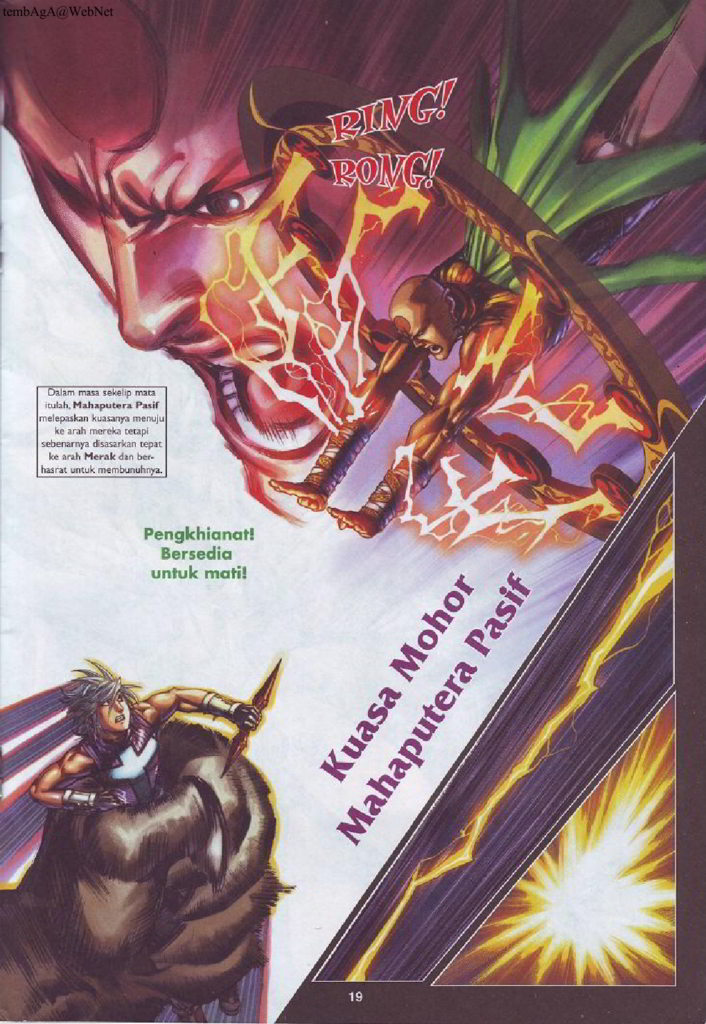 tembAgA@WebNet
RING!
RONG!
Dalam masa sekelip mata
itulah, Mahaputera Pasif
melepaskan kuasanya menuju
ke arah mereka tetapi
sebenarnya disasarkan tepat
ke arah Merak dan ber-
hasrat untuk membunuhnya.
Pengkhianat!
Bersedia
untuk mati!
Kuasa Mohor
Mahaputera Pasif
19